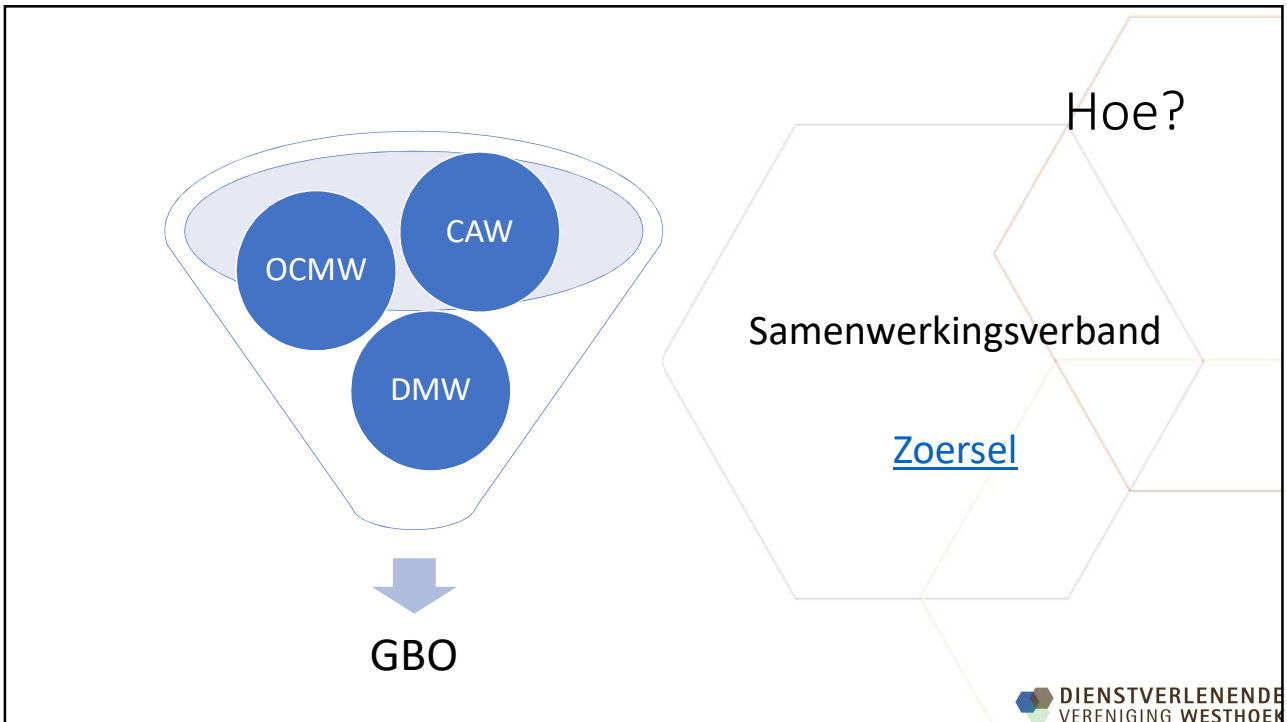 Hoe?
CAW
OCMW
DMW
GBO
Samenwerkingsverband
Zoersel
DIENSTVERLENENDE
VERENIGING WESTHOEK